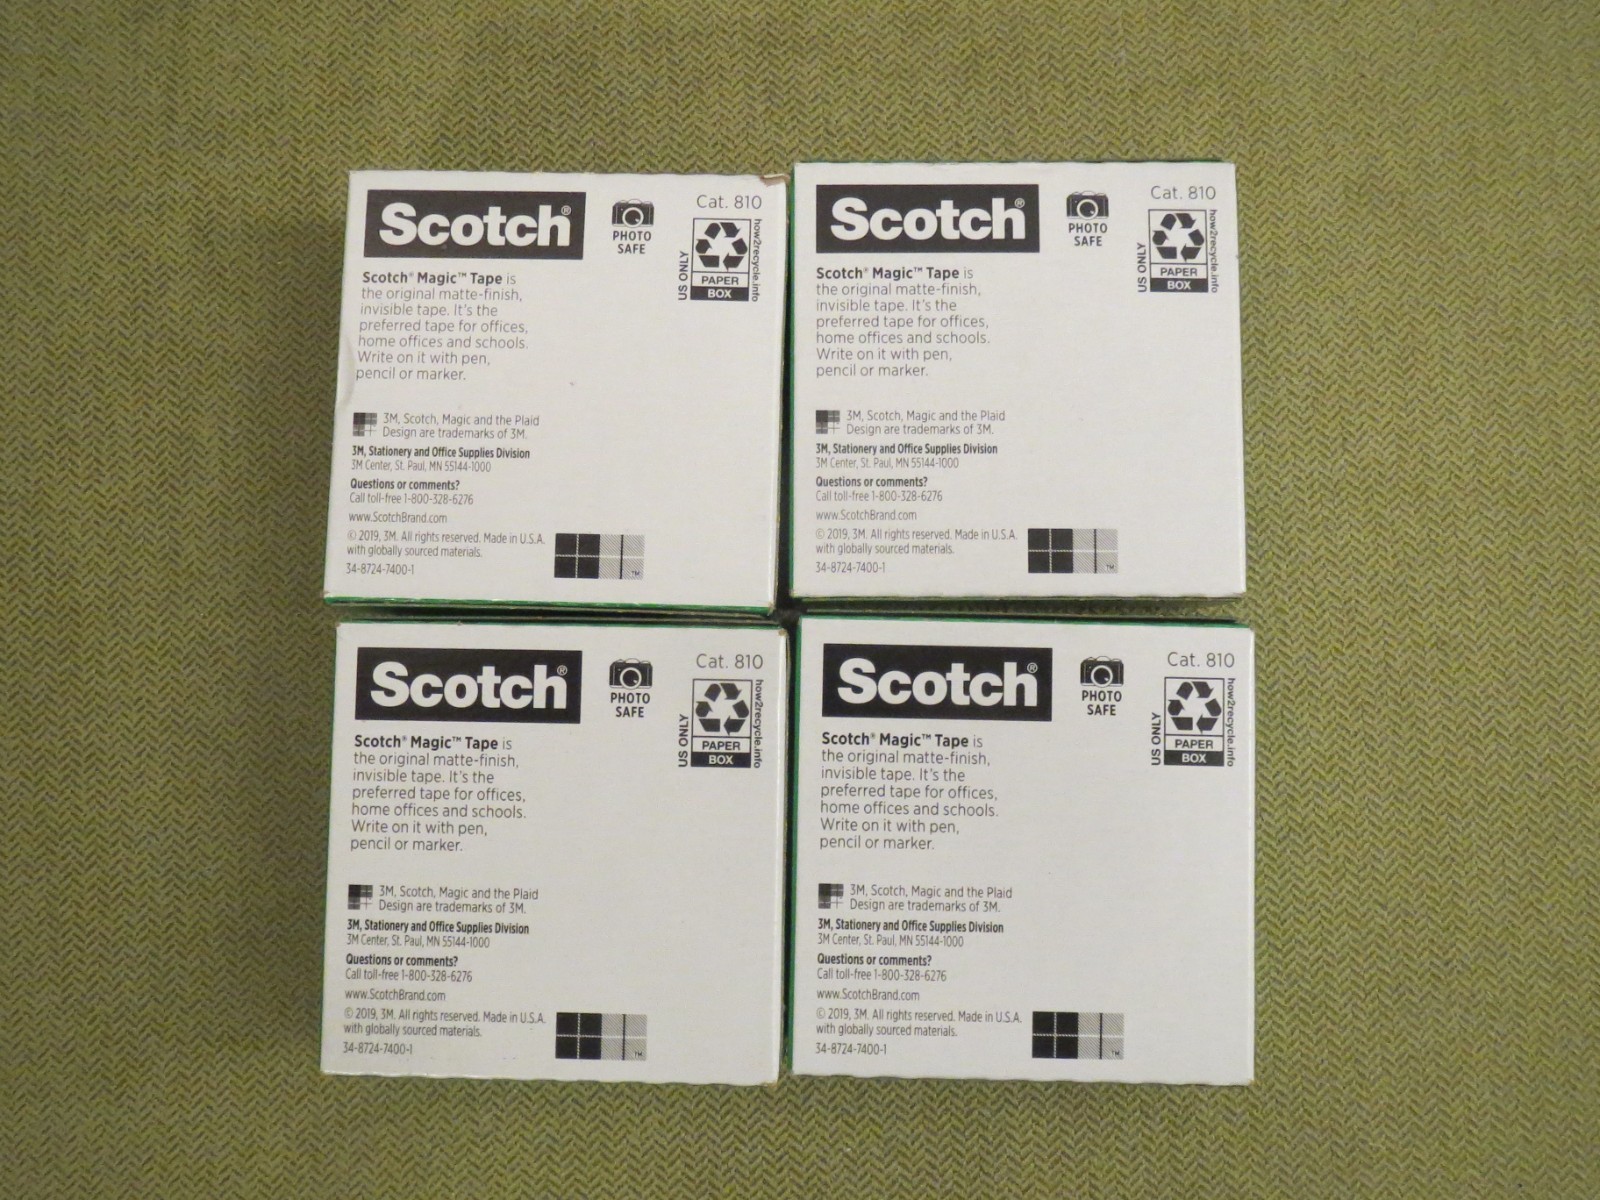 Scotch®
PHOTO
SAFE
Cat. 810
US ONLY
PAPER
BOX
how2recycle.info
Scotch® Magic™ Tape is
the original matte-finish,
invisible tape. It's the
preferred tape for offices,
home offices and schools.
Write on it with pen,
pencil or marker.
3M, Scotch, Magic and the Plaid
Design are trademarks of 3M.
3M, Stationery and Office Supplies Division
3M Center, St. Paul, MN 55144-1000
Questions or comments?
Call toll-free 1-800-328-6276
www.ScotchBrand.com
© 2019, 3M. All rights reserved. Made in U.S.A.
with globally sourced materials.
34-8724-7400-1
™
Scotch®
PHOTO
SAFE
Cat. 810
US ONLY
PAPER
BOX
how2recycle.info
Scotch® Magic™ Tape is
the original matte-finish,
invisible tape. It's the
preferred tape for offices,
home offices and schools.
Write on it with pen,
pencil or marker.
3M, Scotch, Magic and the Plaid
Design are trademarks of 3M.
3M, Stationery and Office Supplies Division
3M Center, St. Paul, MN 55144-1000
Questions or comments?
Call toll-free 1-800-328-6276
www.ScotchBrand.com
© 2019, 3M. All rights reserved. Made in U.S.A.
with globally sourced materials.
34-8724-7400-1
™
Scotch®
PHOTO
SAFE
Cat. 810
US ONLY
PAPER
BOX
how2recycle.info
Scotch® Magic™ Tape is
the original matte-finish,
invisible tape. It's the
preferred tape for offices,
home offices and schools.
Write on it with pen,
pencil or marker.
3M, Scotch, Magic and the Plaid
Design are trademarks of 3M.
3M, Stationery and Office Supplies Division
3M Center, St. Paul, MN 55144-1000
Questions or comments?
Call toll-free 1-800-328-6276
www.ScotchBrand.com
© 2019, 3M. All rights reserved. Made in U.S.A.
with globally sourced materials.
34-8724-7400-1
™
Scotch®
PHOTO
SAFE
Cat. 810
US ONLY
PAPER
BOX
how2recycle.info
Scotch® Magic™ Tape is
the original matte-finish,
invisible tape. It's the
preferred tape for offices,
home offices and schools.
Write on it with pen,
pencil or marker.
3M, Scotch, Magic and the Plaid
Design are trademarks of 3M.
3M, Stationery and Office Supplies Division
3M Center, St. Paul, MN 55144-1000
Questions or comments?
Call toll-free 1-800-328-6276
www.ScotchBrand.com
© 2019, 3M. All rights reserved. Made in U.S.A.
with globally sourced materials.
34-8724-7400-1
™